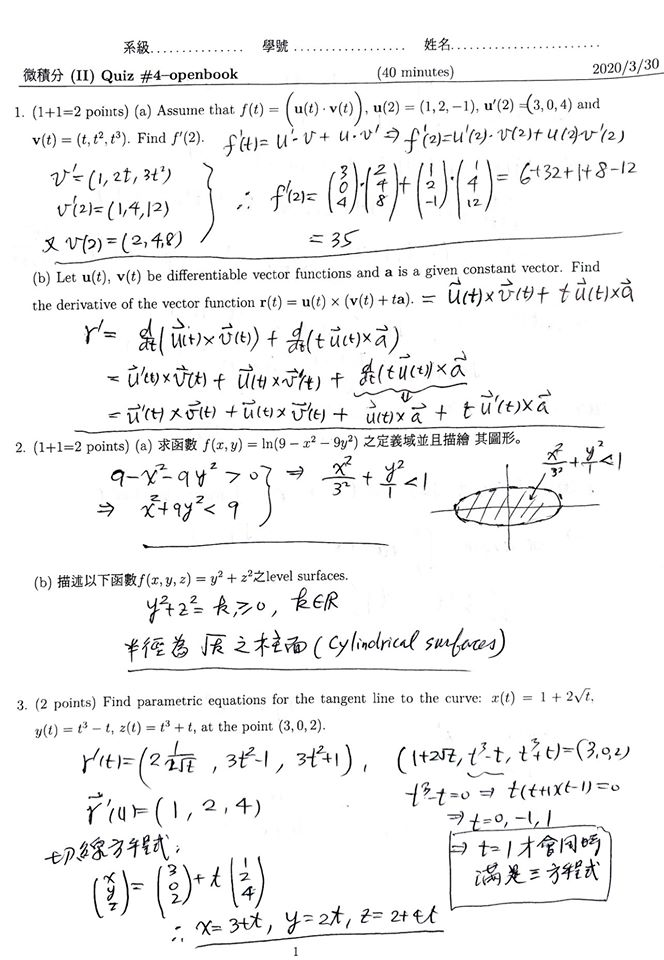 系級............... 學號.................. 姓名........................
微積分 (II) Quiz #4–openbook (40 minutes) 2020/3/30
1. (1+1=2 points) (a) Assume that f(t) = (u(t) · v(t)), u(2) = (1, 2, −1), u′(2) = (3, 0, 4) and
v(t) = (t, t², t³). Find f′(2). f′(t) = u′·v + u·v′ ⇒ f′(2) = u′(2)·v(2) + u(2)v′(2)
v′ = (1, 2t, 3t²)
v′(2) = (1, 4, 12)
又 v(2) = (2, 4, 8)
∴ f′(2) = (3 0 4)·(2 4 8) + (1 2 -1)·(1 4 12) = 6+32+1+8-12
= 35
(b) Let u(t), v(t) be differentiable vector functions and a is a given constant vector. Find
the derivative of the vector function r(t) = u(t) × (v(t) + ta). = u⃗(t)×v⃗(t) + t u⃗(t)×a⃗
r′ = d/dt(u⃗(t)×v⃗(t)) + d/dt(t u⃗(t)×a⃗)
= u⃗′(t)×v⃗(t) + u⃗(t)×v⃗′(t) + d/dt(t u⃗(t))×a⃗
⇓
= u⃗′(t)×v⃗(t) + u⃗(t)×v⃗′(t) + u⃗(t)×a⃗ + t u⃗′(t)×a⃗
2. (1+1=2 points) (a) 求函數 f(x, y) = ln(9 − x² − 9y²) 之定義域並且描繪 其圖形。
9-x²-9y² > 0
⇒ x²+9y² < 9
⇒ x²/3² + y²/1 < 1
x²/3² + y²/1 < 1
(b) 描述以下函數f(x, y, z) = y² + z²之level surfaces.
y²+z² = k ≥ 0, k∈R
半徑為 √k 之柱面 (cylindrical surfaces)
3. (2 points) Find parametric equations for the tangent line to the curve: x(t) = 1 + 2√t,
y(t) = t³ − t, z(t) = t³ + t, at the point (3, 0, 2).
r′(t) = (2 1/2√t, 3t²-1, 3t²+1), (1+2√t, t³-t, t³+t) = (3,0,2)
r⃗′(1) = (1, 2, 4)
t³-t=0 ⇒ t(t+1)(t-1)=0
⇒ t=0, -1, 1
⇒ t=1 才會同時
滿足三方程式
切線方程式:
(x y z) = (3 0 2) + t (1 2 4)
∴ x=3+t, y=2t, z=2+4t
1